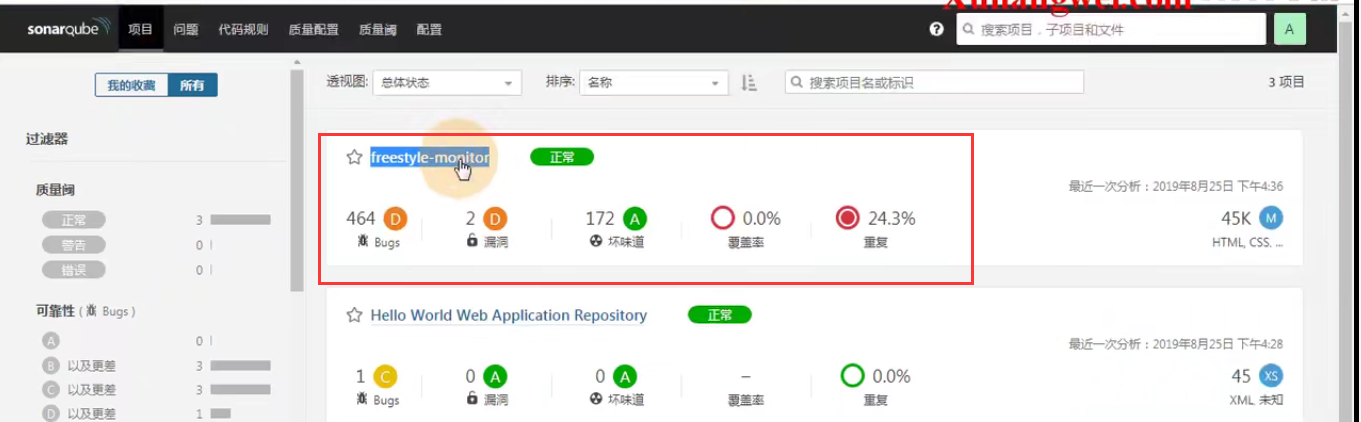 sonarqube 项目 问题 代码规则 质量配置 质量阈 配置 ? 搜索项目，子项目和文件 A
我的收藏 所有 透视图: 总体状态 排序: 名称 搜索项目名或标识 3 项目
过滤器
质量阈
正常 3
警告 0
错误 0
可靠性 ( Bugs )
A 0
B 以及更差 3
C 以及更差 3
D 以及更差 1
freestyle-monitor 正常
最近一次分析：2019年8月25日 下午4:36
464 D 2 D 172 A 0.0% 24.3% 45K M
Bugs 漏洞 坏味道 覆盖率 重复 HTML, CSS, ...
Hello World Web Application Repository 正常
最近一次分析：2019年8月25日 下午4:28
1 C 0 A 0 A – 0.0% 45 XS
Bugs 漏洞 坏味道 覆盖率 重复 XML, 未知